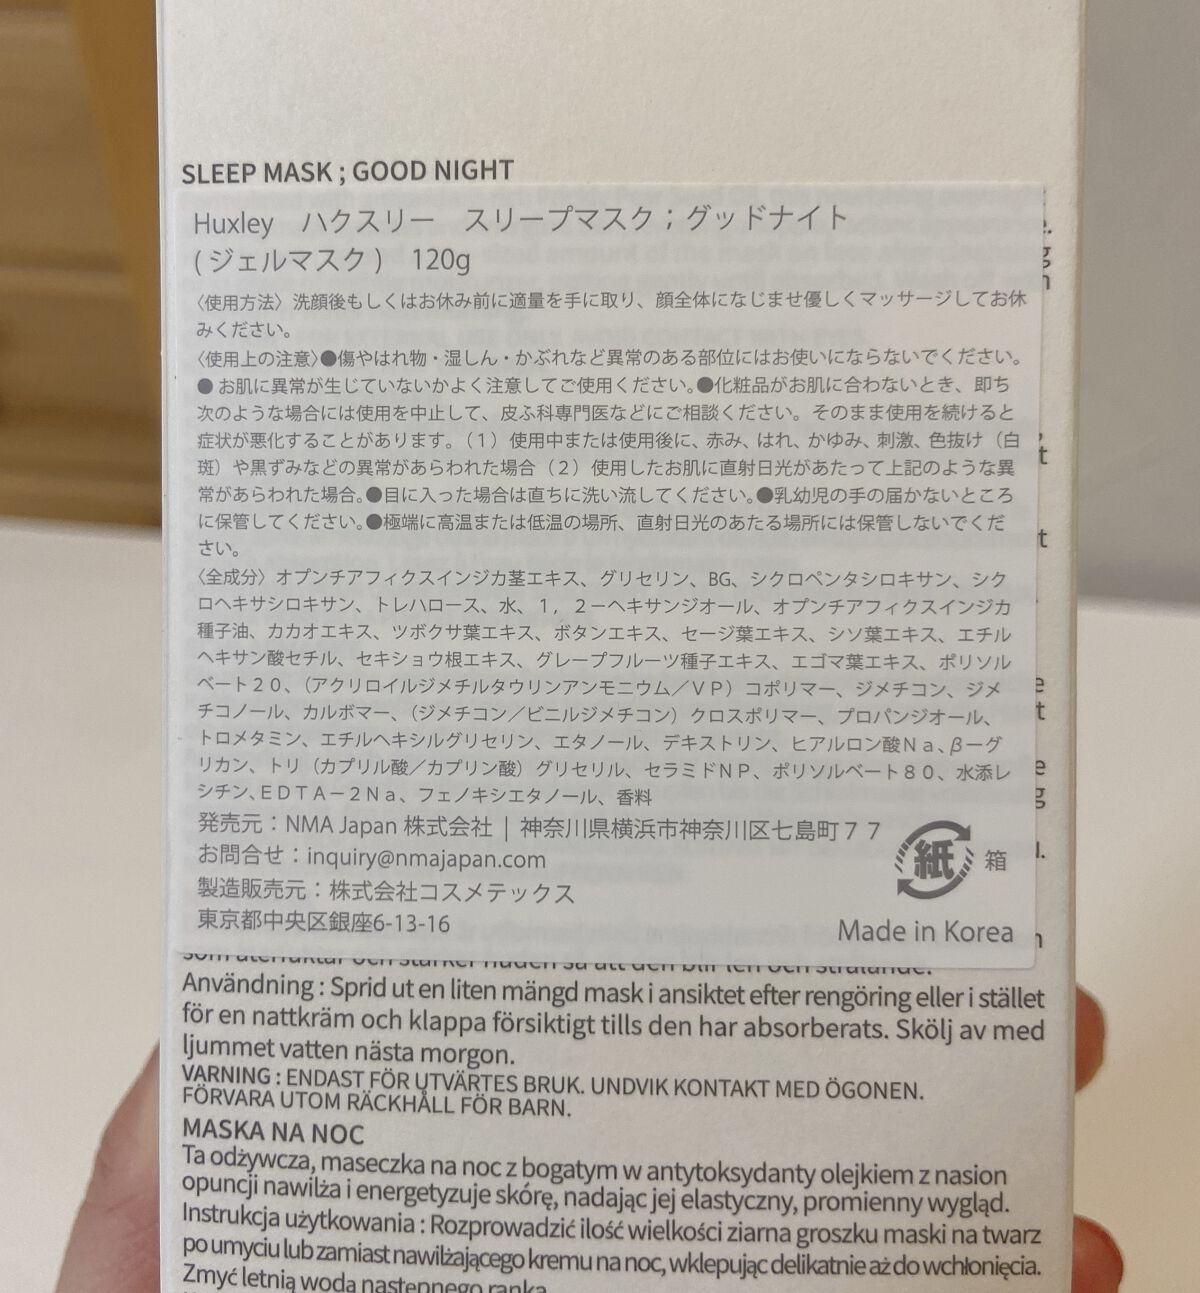 SLEEP MASK ; GOOD NIGHT
Huxley　ハクスリー　スリープマスク；グッドナイト
(ジェルマスク)　120g
〈使用方法〉洗顔後もしくはお休み前に適量を手に取り、顔全体になじませ優しくマッサージしてお休
みください。
〈使用上の注意〉●傷やはれ物・湿しん・かぶれなど異常のある部位にはお使いにならないでください。
●お肌に異常が生じていないかよく注意してご使用ください。●化粧品がお肌に合わないとき、即ち
次のような場合には使用を中止して、皮ふ科専門医などにご相談ください。そのまま使用を続けると
症状が悪化することがあります。（１）使用中または使用後に、赤み、はれ、かゆみ、刺激、色抜け（白
斑）や黒ずみなどの異常があらわれた場合（２）使用したお肌に直射日光があたって上記のような異
常があらわれた場合。●目に入った場合は直ちに洗い流してください。●乳幼児の手の届かないところ
に保管してください。●極端に高温または低温の場所、直射日光のあたる場所には保管しないでくだ
さい。
〈全成分〉オプンチアフィクスインジカ茎エキス、グリセリン、BG、シクロペンタシロキサン、シク
ロヘキサシロキサン、トレハロース、水、１，２－ヘキサンジオール、オプンチアフィクスインジカ
種子油、カカオエキス、ツボクサ葉エキス、ボタンエキス、セージ葉エキス、シソ葉エキス、エチル
ヘキサン酸セチル、セキショウ根エキス、グレープフルーツ種子エキス、エゴマ葉エキス、ポリソル
ベート２０、（アクリロイルジメチルタウリンアンモニウム／ＶＰ）コポリマー、ジメチコン、ジメ
チコノール、カルボマー、（ジメチコン／ビニルジメチコン）クロスポリマー、プロパンジオール、
トロメタミン、エチルヘキシルグリセリン、エタノール、デキストリン、ヒアルロン酸Ｎａ、β－グ
リカン、トリ（カプリル酸／カプリン酸）グリセリル、セラミドＮＰ、ポリソルベート８０、水添レ
シチン、ＥＤＴＡ－２Ｎａ、フェノキシエタノール、香料
発売元：NMA Japan 株式会社｜神奈川県横浜市神奈川区七島町７７
お問合せ：inquiry@nmajapan.com
紙 箱
製造販売元：株式会社コスメテックス
東京都中央区銀座6-13-16
Made in Korea
som återfuktar och stärker huden så att den blir len och strålande.
Användning : Sprid ut en liten mängd mask i ansiktet efter rengöring eller i stället
för en nattkräm och klappa försiktigt tills den har absorberats. Skölj av med
ljummet vatten nästa morgon.
VARNING : ENDAST FÖR UTVÄRTES BRUK. UNDVIK KONTAKT MED ÖGONEN.
FÖRVARA UTOM RÄCKHÅLL FÖR BARN.
MASKA NA NOC
Ta odżywcza, maseczka na noc z bogatym w antytoksydanty olejkiem z nasion
opuncji nawilża i energetyzuje skórę, nadając jej elastyczny, promienny wygląd.
Instrukcja użytkowania : Rozprowadzić ilość wielkości ziarna groszku maski na twarz
po umyciu lub zamiast nawilżającego kremu na noc, wklepując delikatnie aż do wchłonięcia.
Zmyć letnią wodą następnego ranka.